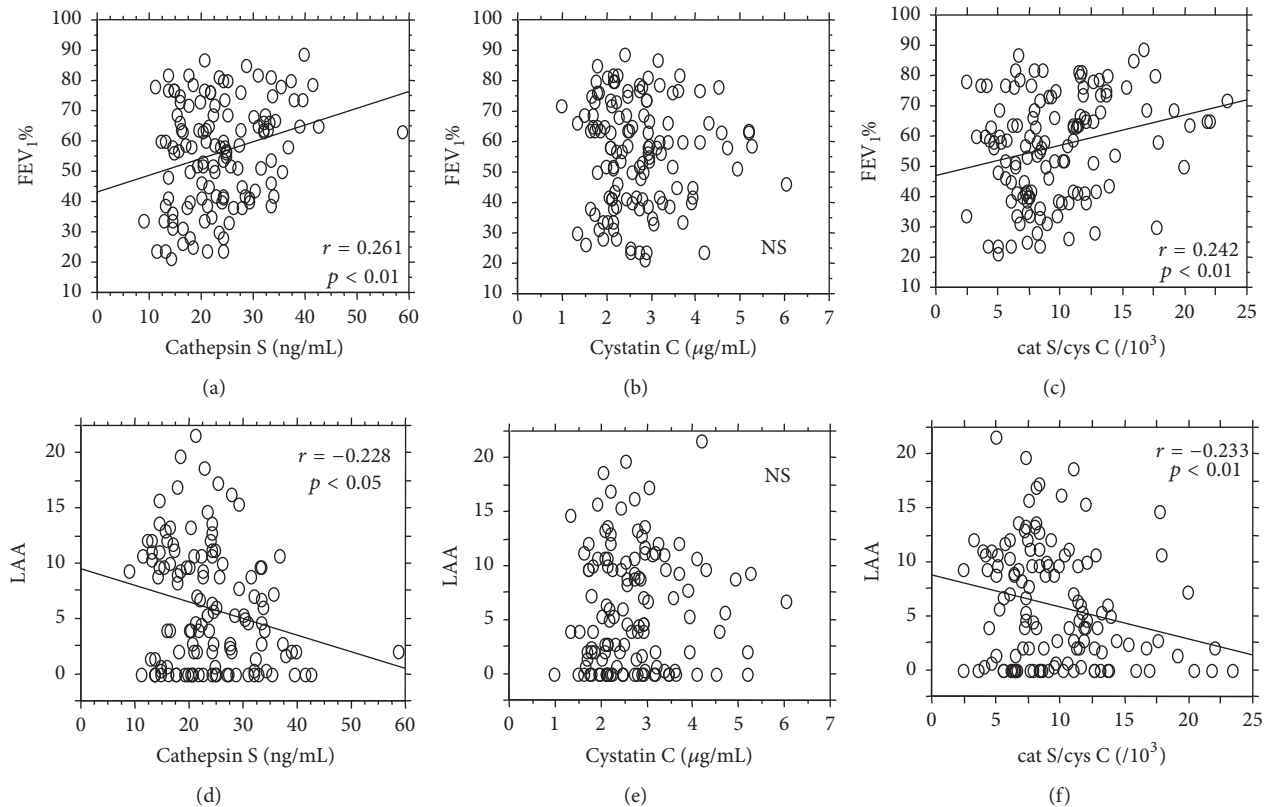 100
90
80
70
60
50
40
30
20
10
FEV₁%
r = 0.261
p < 0.01
0 10 20 30 40 50 60
Cathepsin S (ng/mL)
(a)
100
90
80
70
60
50
40
30
20
10
FEV₁%
NS
0 1 2 3 4 5 6 7
Cystatin C (μg/mL)
(b)
100
90
80
70
60
50
40
30
20
10
FEV₁%
r = 0.242
p < 0.01
0 5 10 15 20 25
cat S/cys C (/10³)
(c)
20
15
10
5
0
LAA
r = −0.228
p < 0.05
0 10 20 30 40 50 60
Cathepsin S (ng/mL)
(d)
20
15
10
5
0
LAA
NS
0 1 2 3 4 5 6 7
Cystatin C (μg/mL)
(e)
20
15
10
5
0
LAA
r = −0.233
p < 0.01
0 5 10 15 20 25
cat S/cys C (/10³)
(f)